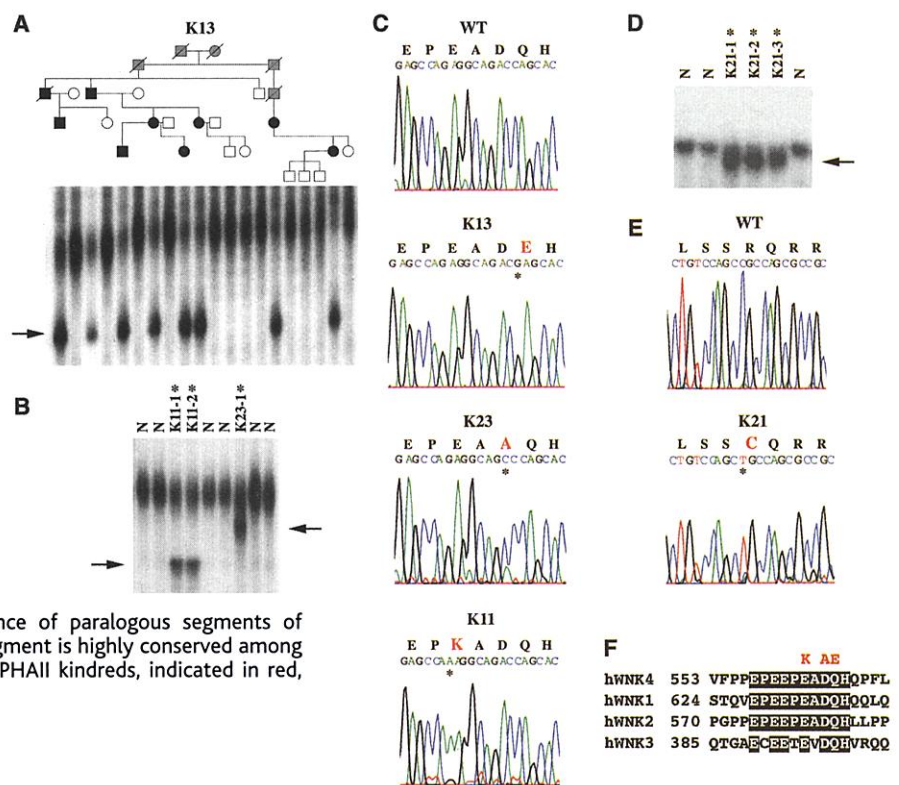 A
K13
B
N
N
K11-1*
K11-2*
N
N
K23-1*
N
N
nce of paralogous segments of
gment is highly conserved among
PHAII kindreds, indicated in red,
C
WT
E P E A D Q H
GAGCCAGAGGCAGACCAGCAC
K13
E P E A D E H
GAGCCAGAGGCAGACGAGCAC
*
K23
E P E A A Q H
GAGCCAGAGGCAGCCCAGCAC
*
K11
E P K A D Q H
GAGCCAAAGGCAGACCAGCAC
*
D
N
N
K21-1*
K21-2*
K21-3*
N
E
WT
L S S R Q R R
CTGTCCAGCCGCCAGCGCCGC
K21
L S S C Q R R
CTGTCCAGCTGCCAGCGCCGC
*
F
K AE
hWNK4 553 VFPPEPEEPEADQHQPFL
hWNK1 624 STQVEPEEPEADQHQQLQ
hWNK2 570 PGPPEPEEPEADQHLLPP
hWNK3 385 QTGAECEETEVDQHVRQQ